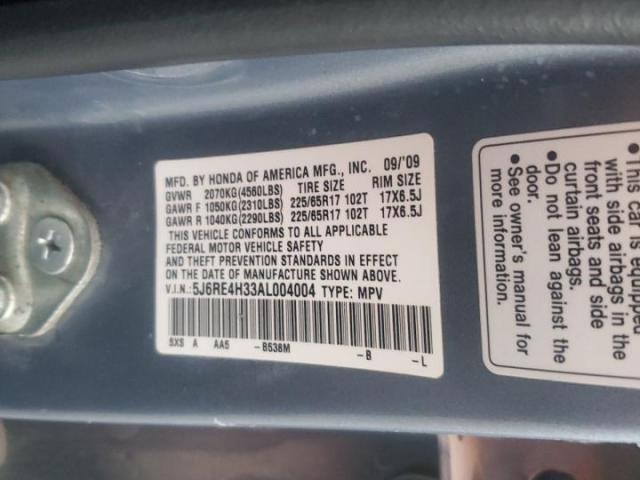 MFD. BY HONDA OF AMERICA MFG., INC. 09/'09
GVWR 2070KG(4560LBS) TIRE SIZE RIM SIZE
GAWR F 1050KG(2310LBS) 225/65R17 102T 17X6.5J
GAWR R 1040KG(2290LBS) 225/65R17 102T 17X6.5J
THIS VEHICLE CONFORMS TO ALL APPLICABLE
FEDERAL MOTOR VEHICLE SAFETY
AND THEFT PREVENTION STANDARDS IN EFFECT
ON THE DATE OF MANUFACTURE SHOWN ABOVE.
V.I.N.:5J6RE4H33AL004004 TYPE: MPV
SXS A AA5 -B538M -B -L
• This car is equipped
with side airbags in the
front seats and side
curtain airbags.
• Do not lean against the
door.
• See owner's manual for
more information.